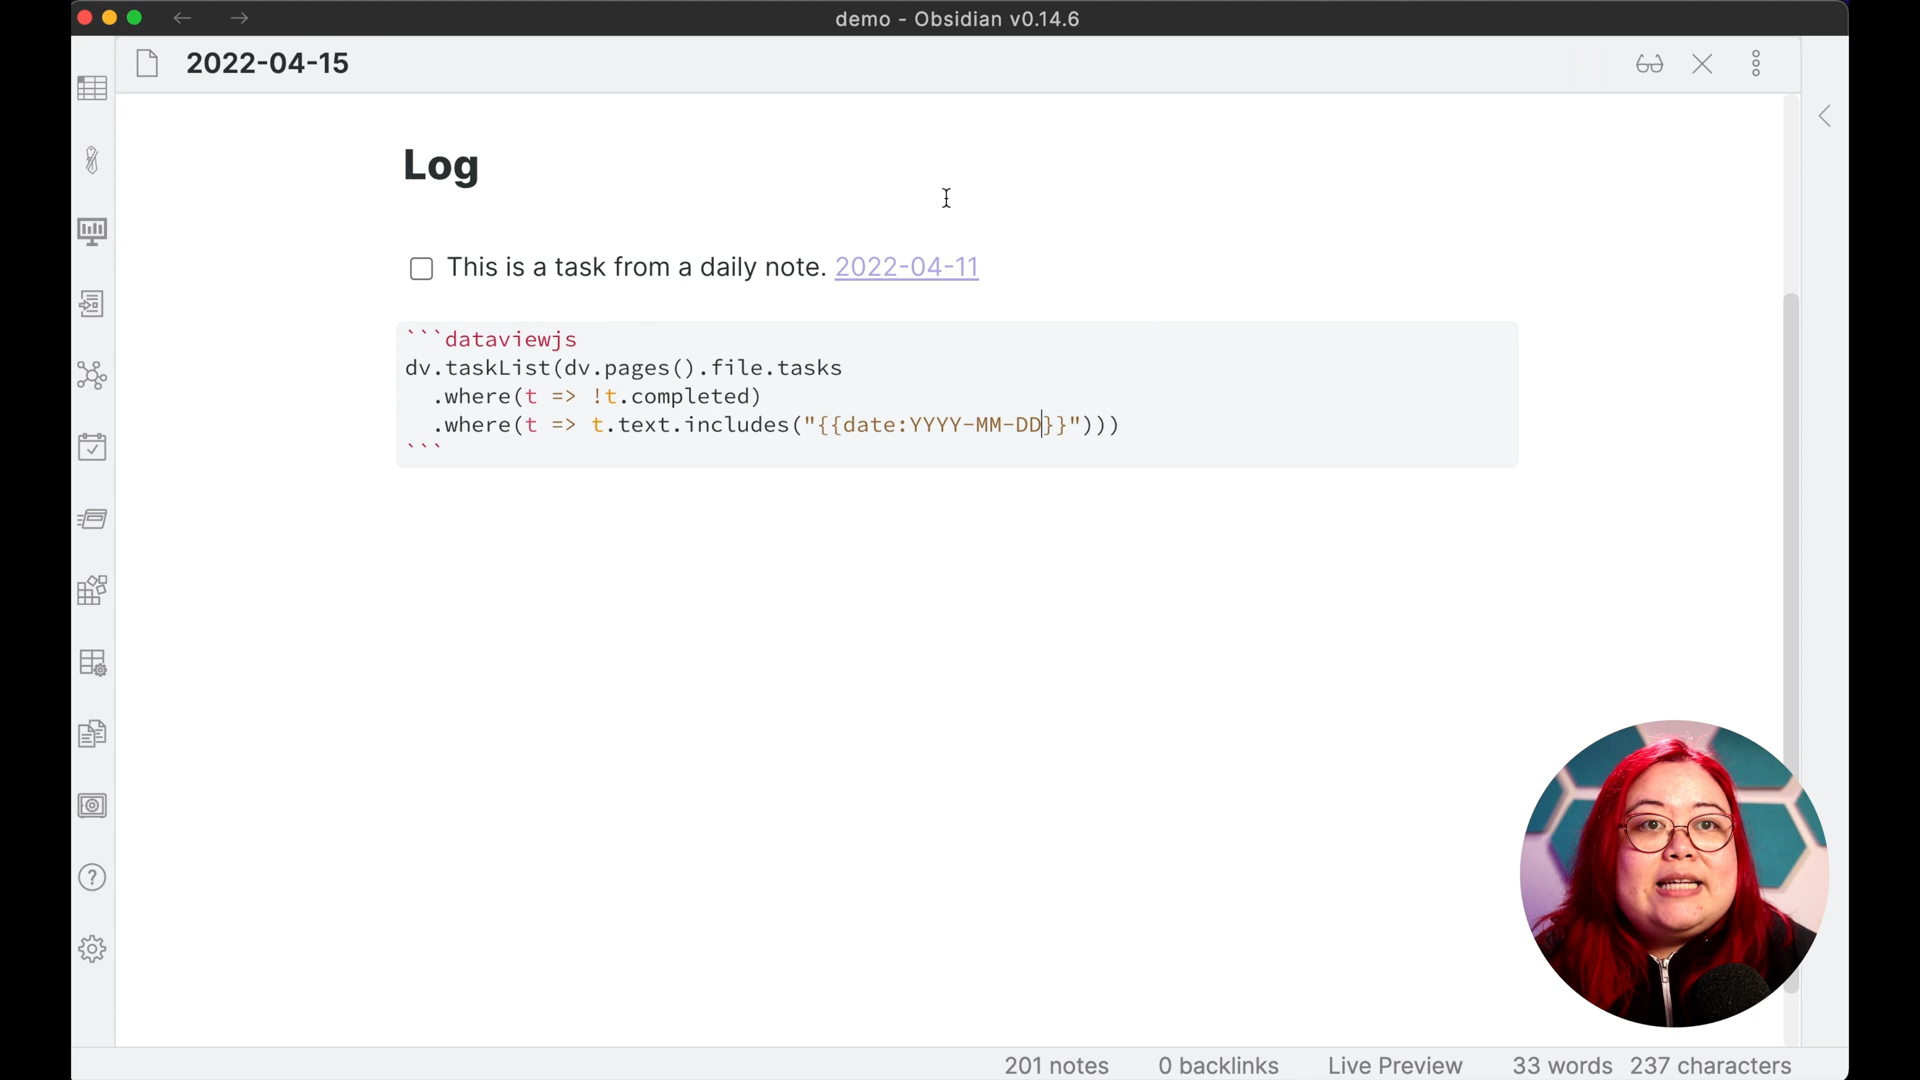 demo - Obsidian v0.14.6
2022-04-15
Log
This is a task from a daily note. 2022-04-11
```dataviewjs
dv.taskList(dv.pages().file.tasks
  .where(t => !t.completed)
  .where(t => t.text.includes("{{date:YYYY-MM-DD}}")))
```
201 notes 0 backlinks Live Preview 33 words 237 characters